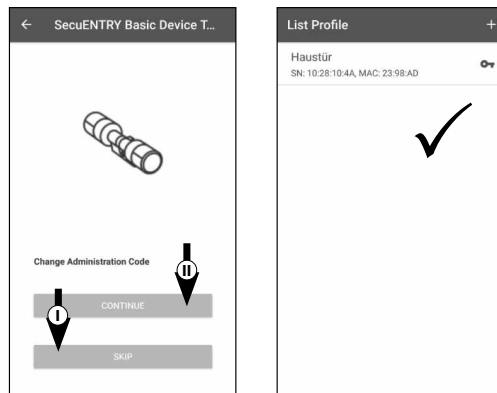 ← SecuENTRY Basic Device T...
Change Administration Code
II
CONTINUE
I
SKIP
List Profile +
Haustür
SN: 10:28:10:4A, MAC: 23:98:AD